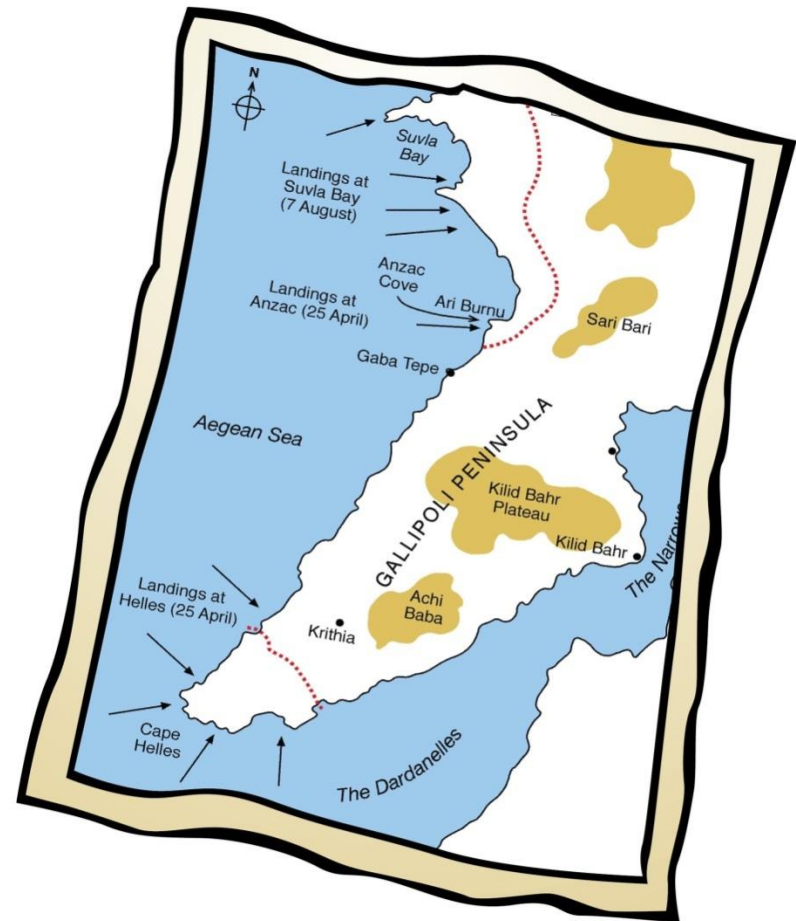 N
Suvla
Bay
Landings at
Suvla Bay
(7 August)
Anzac
Cove
Landings at
Anzac (25 April)
Ari Burnu
Sari Bari
Gaba Tepe
Aegean Sea
GALLIPOLI PENINSULA
Kilid Bahr
Plateau
Kilid Bahr
The Narrows
Landings at
Helles (25 April)
Achi
Baba
Krithia
Cape
Helles
The Dardanelles